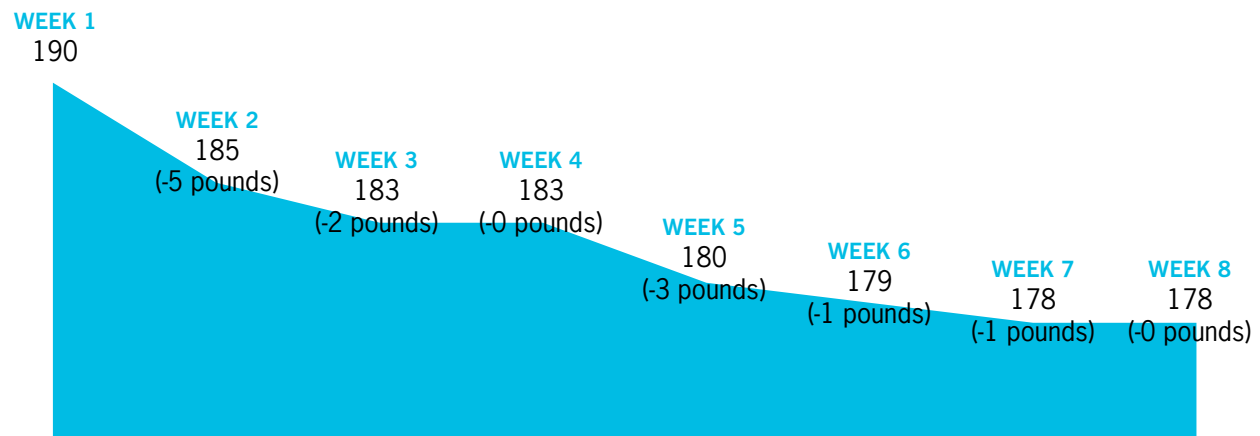 WEEK 1
190
WEEK 2
185
(-5 pounds)
WEEK 3
183
(-2 pounds)
WEEK 4
183
(-0 pounds)
WEEK 5
180
(-3 pounds)
WEEK 6
179
(-1 pounds)
WEEK 7
178
(-1 pounds)
WEEK 8
178
(-0 pounds)